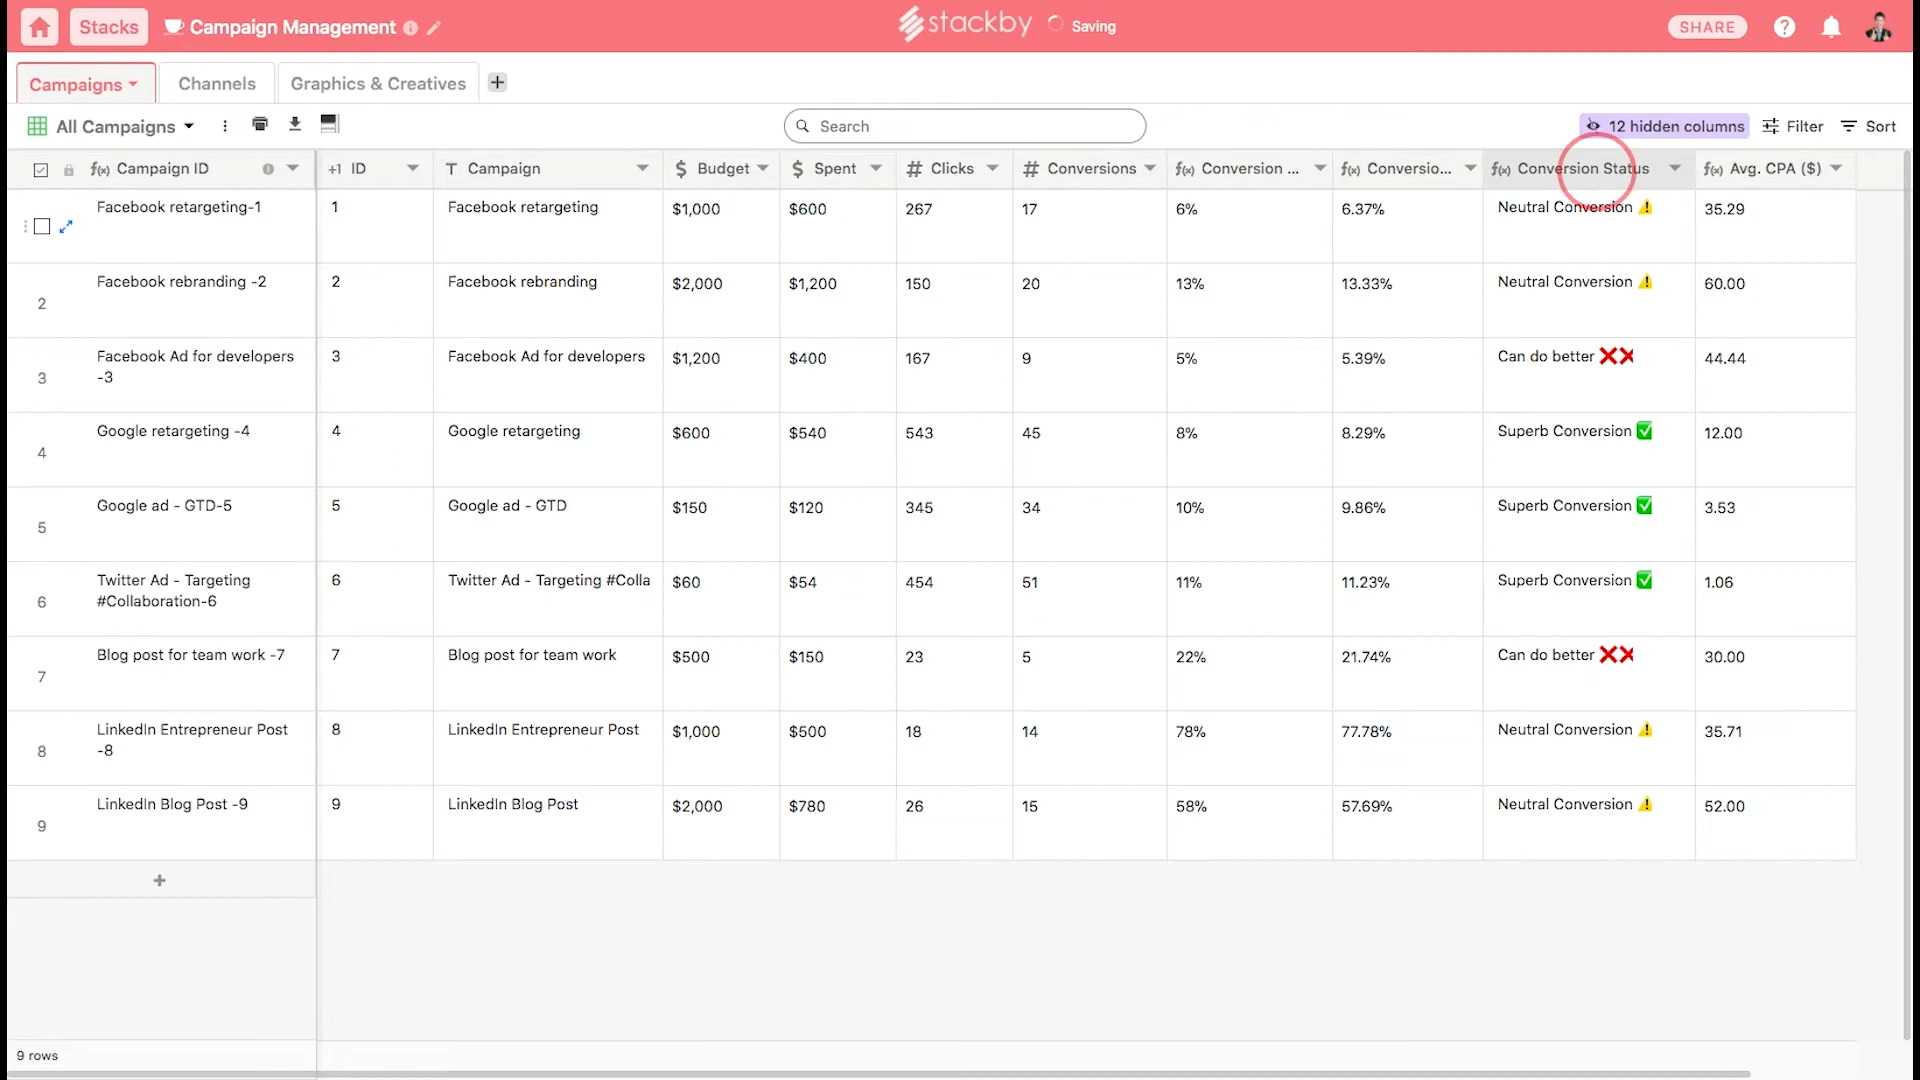 Stacks Campaign Management stackby Saving SHARE
Campaigns Channels Graphics & Creatives +
All Campaigns Search 12 hidden columns Filter Sort
f(x) Campaign ID +1 ID T Campaign $ Budget $ Spent # Clicks # Conversions f(x) Conversion ... f(x) Conversio... f(x) Conversion Status f(x) Avg. CPA ($)
Facebook retargeting-1 1 Facebook retargeting $1,000 $600 267 17 6% 6.37% Neutral Conversion ⚠️ 35.29
2 Facebook rebranding -2 2 Facebook rebranding $2,000 $1,200 150 20 13% 13.33% Neutral Conversion ⚠️ 60.00
3 Facebook Ad for developers 3 Facebook Ad for developers $1,200 $400 167 9 5% 5.39% Can do better ❌❌ 44.44
-3
4 Google retargeting -4 4 Google retargeting $600 $540 543 45 8% 8.29% Superb Conversion ✅ 12.00
5 Google ad - GTD-5 5 Google ad - GTD $150 $120 345 34 10% 9.86% Superb Conversion ✅ 3.53
6 Twitter Ad - Targeting 6 Twitter Ad - Targeting #Colla $60 $54 454 51 11% 11.23% Superb Conversion ✅ 1.06
#Collaboration-6
7 Blog post for team work -7 7 Blog post for team work $500 $150 23 5 22% 21.74% Can do better ❌❌ 30.00
8 LinkedIn Entrepreneur Post 8 LinkedIn Entrepreneur Post $1,000 $500 18 14 78% 77.78% Neutral Conversion ⚠️ 35.71
-8
9 LinkedIn Blog Post -9 9 LinkedIn Blog Post $2,000 $780 26 15 58% 57.69% Neutral Conversion ⚠️ 52.00
+
9 rows